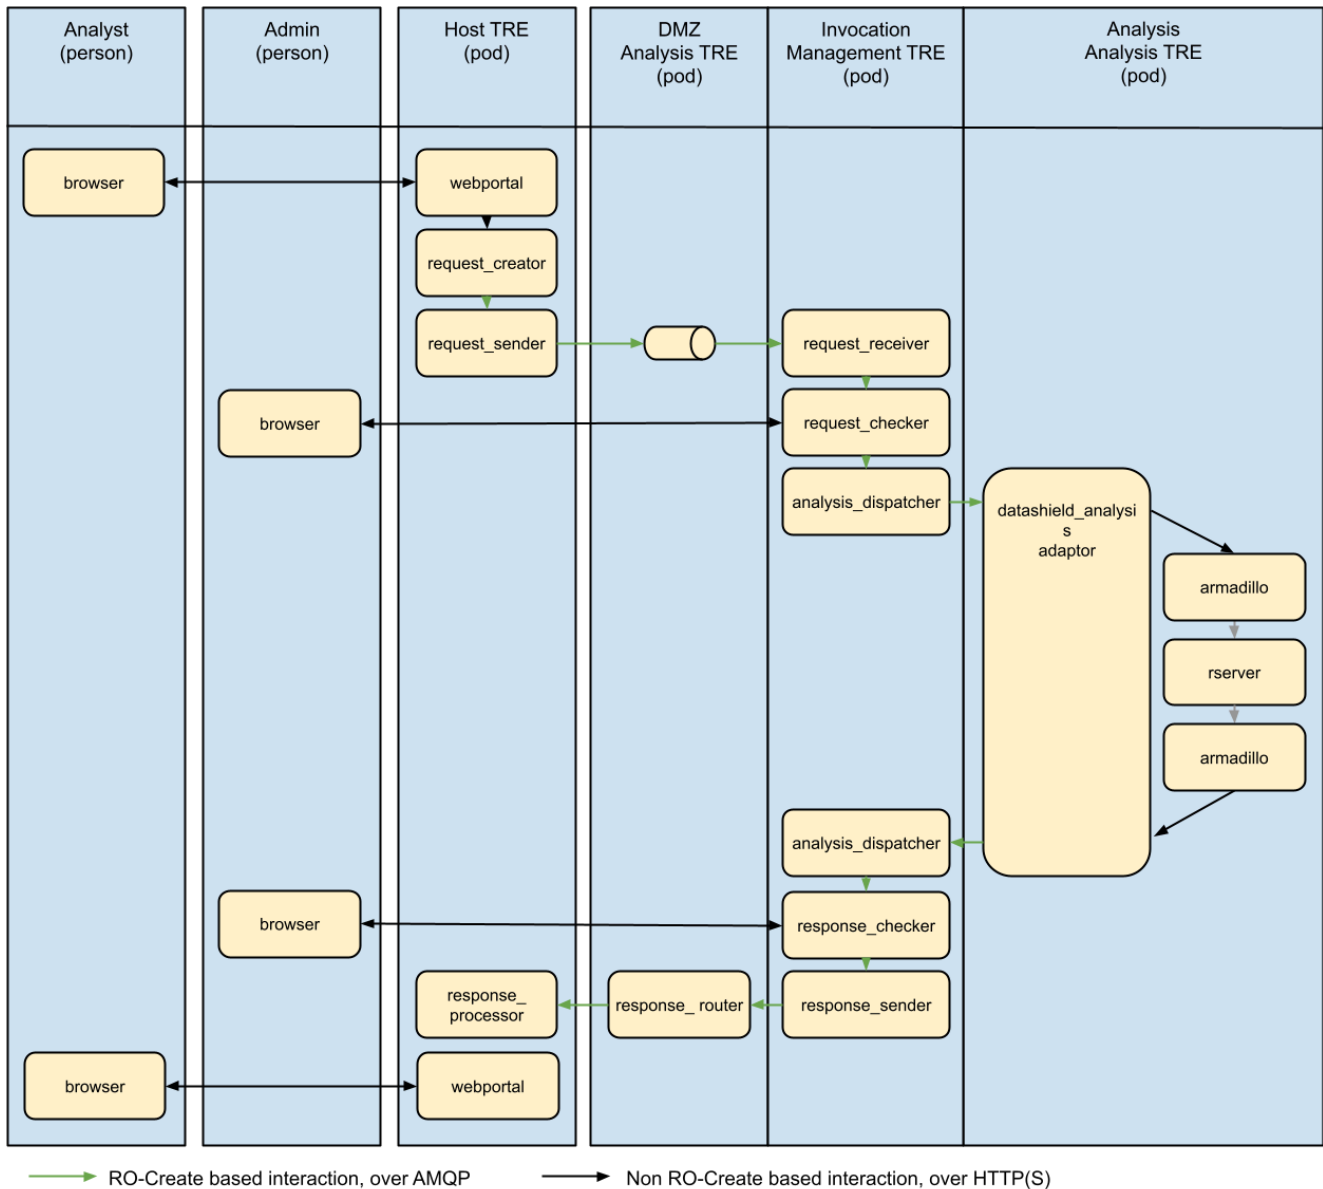 Analyst
(person)
Admin
(person)
Host TRE
(pod)
DMZ
Analysis TRE
(pod)
Invocation
Management TRE
(pod)
Analysis
Analysis TRE
(pod)
browser
webportal
request_creator
request_sender
request_receiver
browser
request_checker
analysis_dispatcher
datashield_analysi
s
adaptor
armadillo
rserver
armadillo
analysis_dispatcher
browser
response_checker
response_
processor
response_ router
response_sender
browser
webportal
RO-Create based interaction, over AMQP
Non RO-Create based interaction, over HTTP(S)